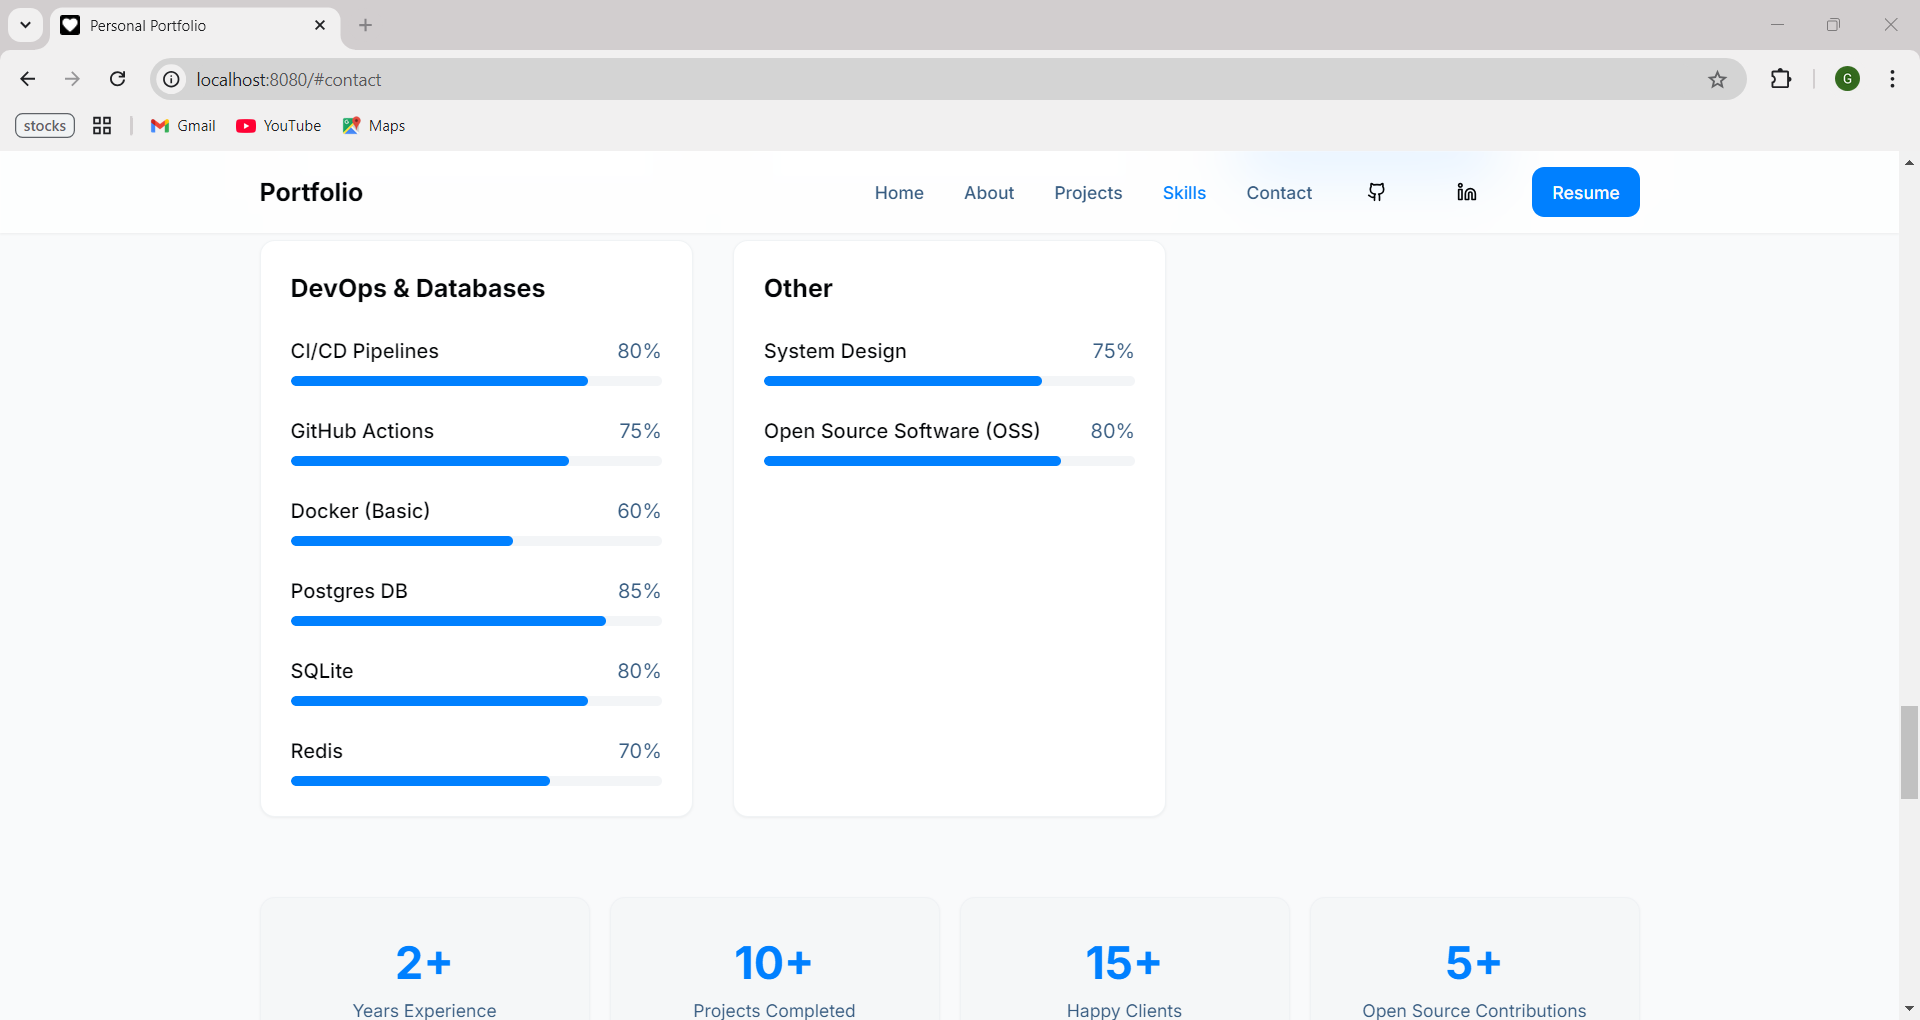 Personal Portfolio
localhost:8080/#contact
G
stocks
Gmail
YouTube
Maps
Portfolio
Home
About
Projects
Skills
Contact
Resume
DevOps & Databases
CI/CD Pipelines 80%
GitHub Actions 75%
Docker (Basic) 60%
Postgres DB 85%
SQLite 80%
Redis 70%
Other
System Design 75%
Open Source Software (OSS) 80%
2+
Years Experience
10+
Projects Completed
15+
Happy Clients
5+
Open Source Contributions